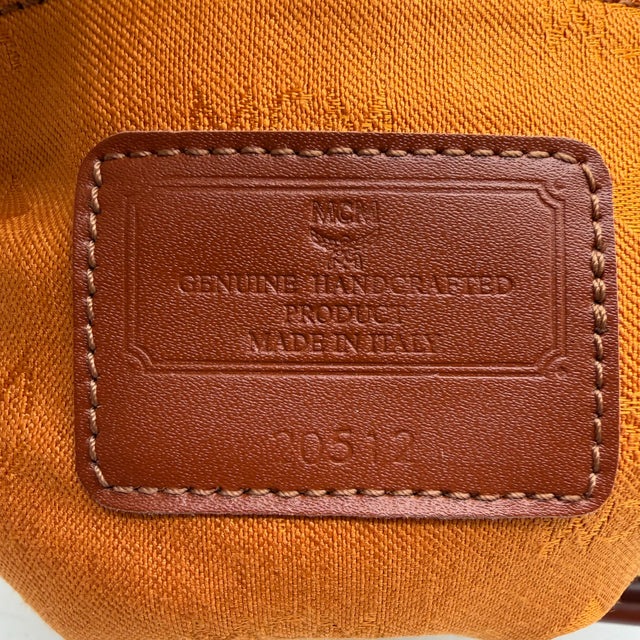 MCM
GENUINE HANDCRAFTED
PRODUCT
MADE IN ITALY
20512